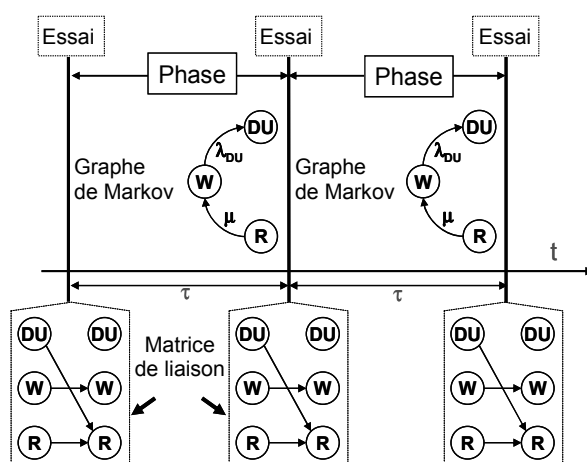 Essai Essai Essai
Phase Phase
DU DU
λDU λDU
Graphe
de Markov
Graphe
de Markov
W W
μ μ
R R
t
τ τ
DU DU DU DU DU DU
Matrice
de liaison
W W W W W W
R R R R R R